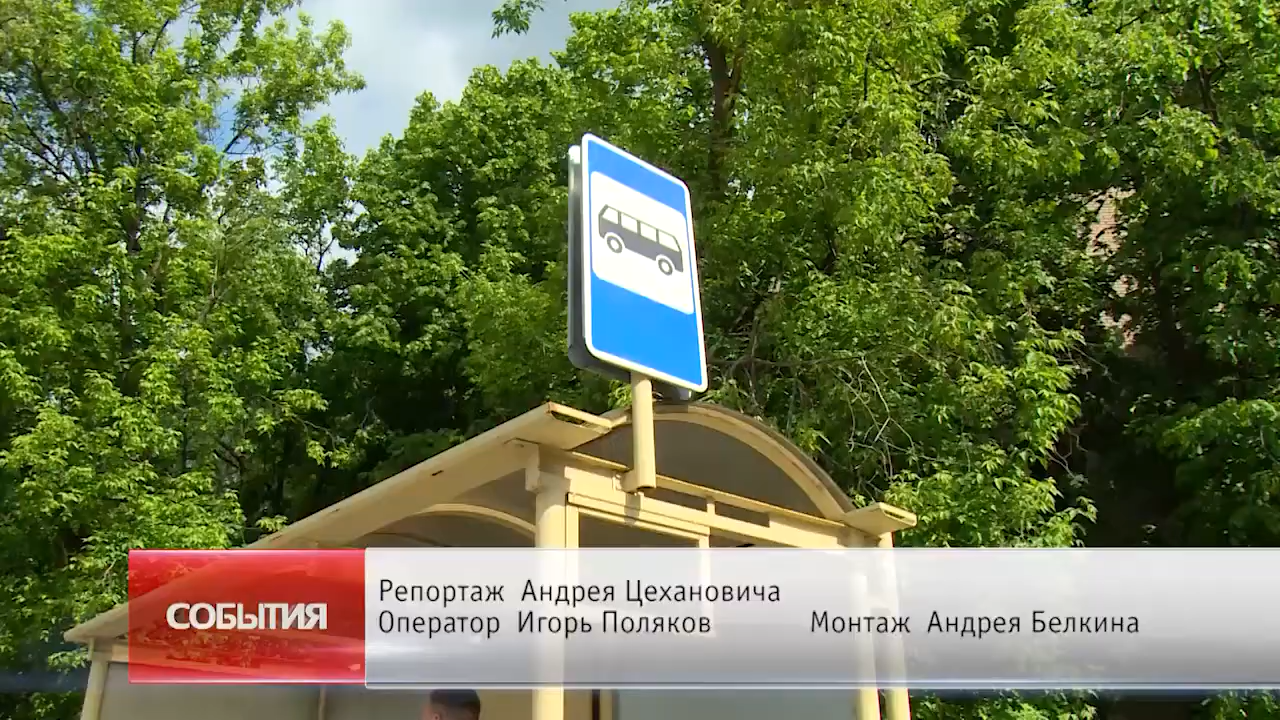 СОБЫТИЯ
Репортаж Андрея Цехановича
Оператор Игорь Поляков Монтаж Андрея Белкина